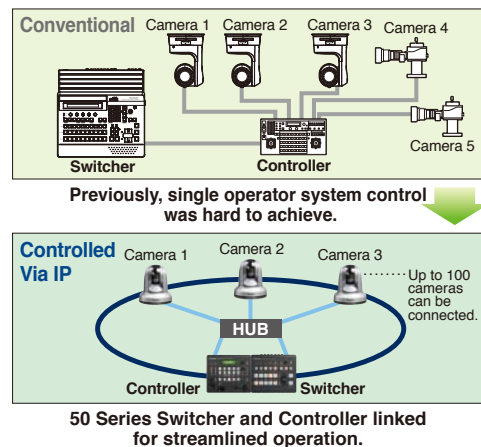 Conventional
Camera 1
Camera 2
Camera 3
Camera 4
Camera 5
Switcher
Controller
Previously, single operator system control
was hard to achieve.
Controlled
Via IP
Camera 1
Camera 2
Camera 3
Up to 100
cameras
can be
connected.
HUB
Controller
Switcher
50 Series Switcher and Controller linked
for streamlined operation.